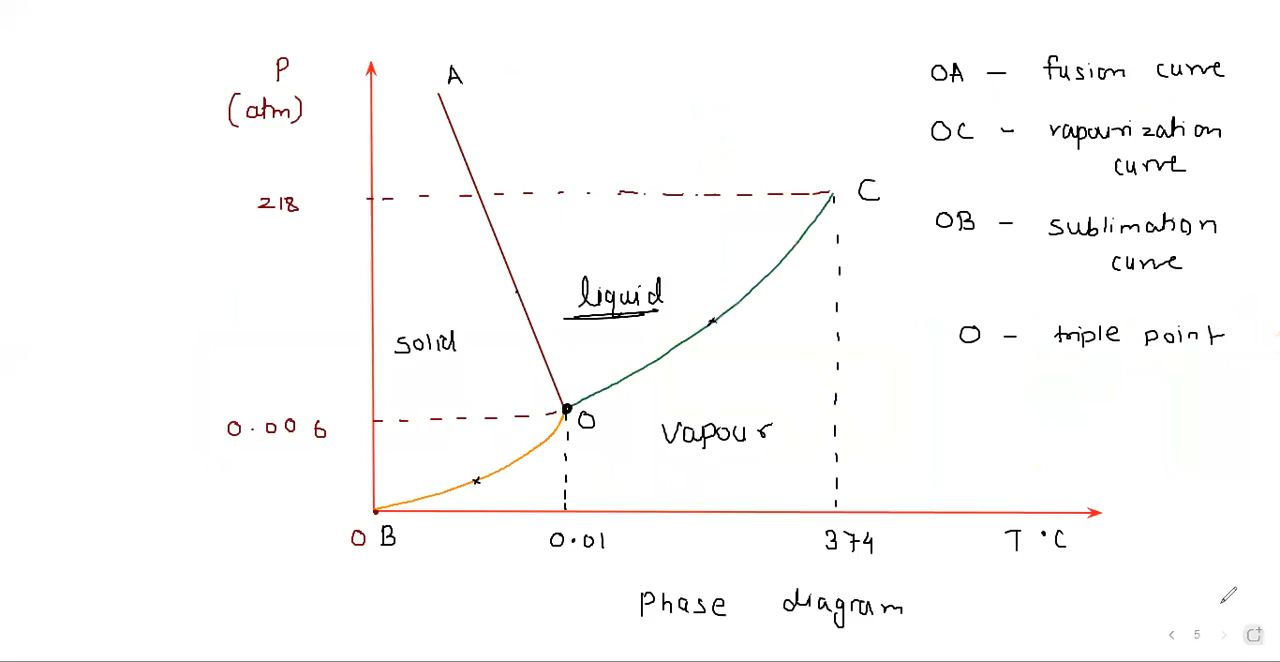 P
(atm)
A
218
C
liquid
solid
O
0.006
vapour
O B
0.01
374
T °C
Phase diagram
OA - fusion curve
OC - vapourization
curve
OB - sublimation
curve
O - triple point
5